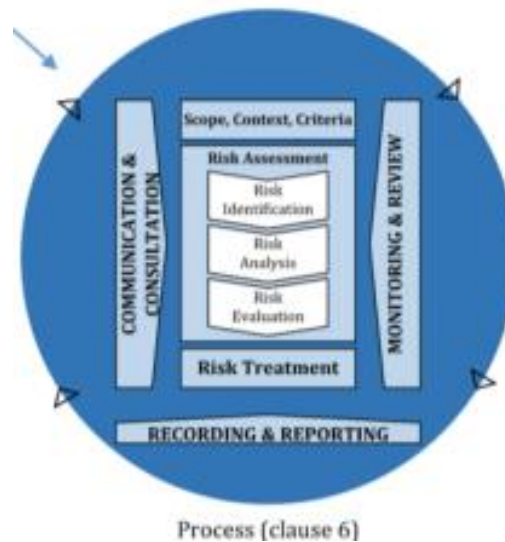 Scope, Context, Criteria
Risk Assessment
Risk
Identification
Risk
Analysis
Risk
Evaluation
Risk Treatment
COMMUNICATION &
CONSULTATION
MONITORING & REVIEW
RECORDING & REPORTING
Process (clause 6)